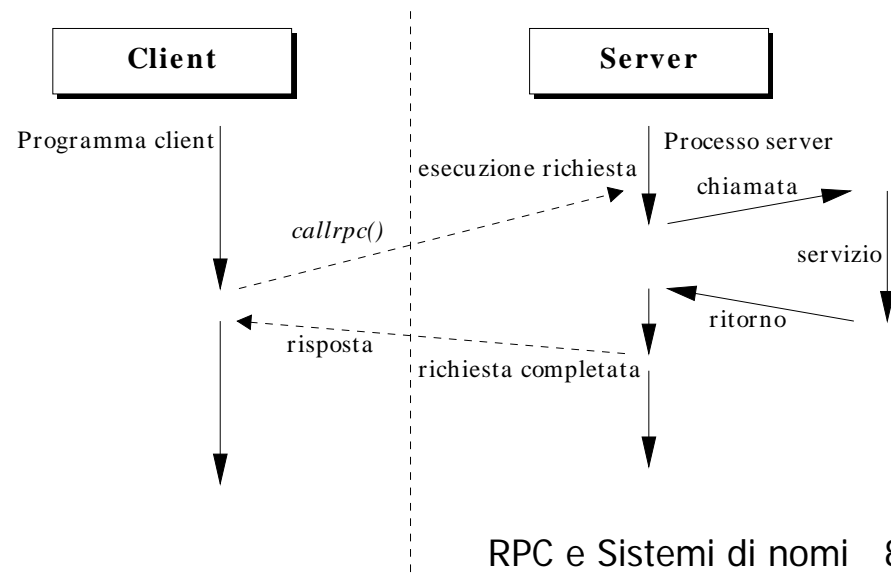 Client
Server
Programma client
Processo server
esecuzione richiesta
chiamata
callrpc()
servizio
ritorno
risposta
richiesta completata
RPC e Sistemi di nomi 8